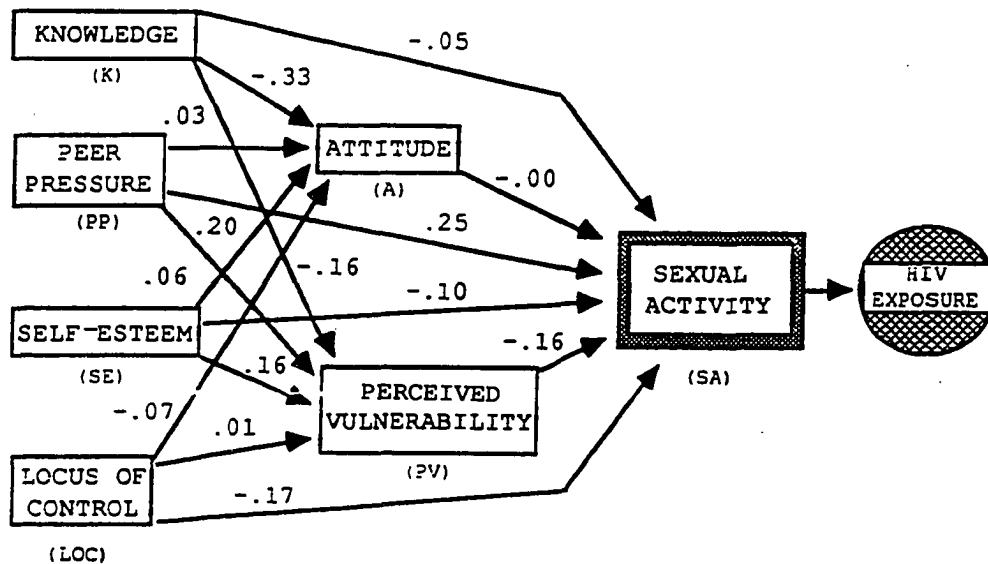 KNOWLEDGE
(K)
-.05
-.33
.03
PEER
PRESSURE
(PP)
ATTITUDE
(A)
-.00
.20
.25
-.16
.06
SEXUAL
ACTIVITY
(SA)
HIV
EXPOSURE
-.10
SELF-ESTEEM
(SE)
.16
-.16
PERCEIVED
VULNERABILITY
(PV)
-.07
.01
LOCUS OF
CONTROL
(LOC)
-.17